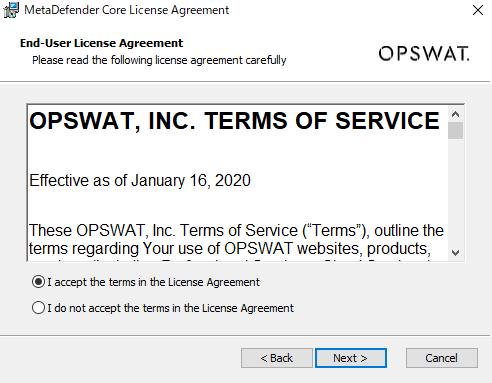 MetaDefender Core License Agreement
End-User License Agreement
Please read the following license agreement carefully
OPSWAT.
OPSWAT, INC. TERMS OF SERVICE
Effective as of January 16, 2020
These OPSWAT, Inc. Terms of Service (“Terms”), outline the
terms regarding Your use of OPSWAT websites, products,
I accept the terms in the License Agreement
I do not accept the terms in the License Agreement
< Back
Next >
Cancel